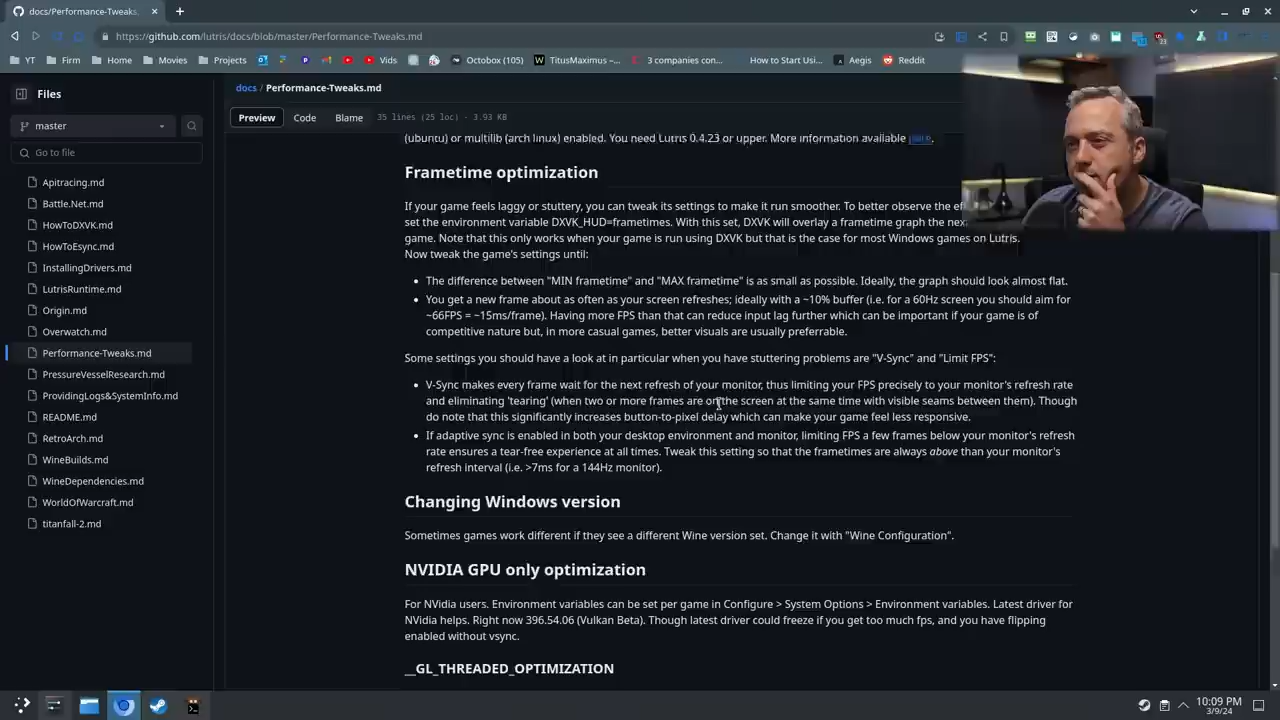 docs/Performance-Tweaks.
https://github.com/lutris/docs/blob/master/Performance-Tweaks.md
YT
Firm
Home
Movies
Projects
Vids
Octobox (105)
TitusMaximus –...
3 companies con...
How to Start Usi...
Aegis
Reddit
Files
master
Go to file
Apitracing.md
Battle.Net.md
HowToDXVK.md
HowToEsync.md
InstallingDrivers.md
LutrisRuntime.md
Origin.md
Overwatch.md
Performance-Tweaks.md
PressureVesselResearch.md
ProvidingLogs&SystemInfo.md
README.md
RetroArch.md
WineBuilds.md
WineDependencies.md
WorldOfWarcraft.md
titanfall-2.md
docs / Performance-Tweaks.md
Preview Code Blame 35 lines (25 loc) · 3.93 KB
(ubuntu) or multilib (arch linux) enabled. You need Lutris 0.4.23 or upper. More information available
Frametime optimization
If your game feels laggy or stuttery, you can tweak its settings to make it run smoother. To better observe the
set the environment variable DXVK_HUD=frametimes. With this set, DXVK will overlay a frametime graph the
game. Note that this only works when your game is run using DXVK but that is the case for most Windows games on Lutris.
Now tweak the game's settings until:
• The difference between "MIN frametime" and "MAX frametime" is as small as possible. Ideally, the graph should look almost flat.
• You get a new frame about as often as your screen refreshes; ideally with a ~10% buffer (i.e. for a 60Hz screen you should aim for
~66FPS = ~15ms/frame). Having more FPS than that can reduce input lag further which can be important if your game is of
competitive nature but, in more casual games, better visuals are usually preferrable.
Some settings you should have a look at in particular when you have stuttering problems are "V-Sync" and "Limit FPS":
• V-Sync makes every frame wait for the next refresh of your monitor, thus limiting your FPS precisely to your monitor's refresh rate
and eliminating 'tearing' (when two or more frames are on the screen at the same time with visible seams between them). Though
do note that this significantly increases button-to-pixel delay which can make your game feel less responsive.
• If adaptive sync is enabled in both your desktop environment and monitor, limiting FPS a few frames below your monitor's refresh
rate ensures a tear-free experience at all times. Tweak this setting so that the frametimes are always above than your monitor's
refresh interval (i.e. >7ms for a 144Hz monitor).
Changing Windows version
Sometimes games work different if they see a different Wine version set. Change it with "Wine Configuration".
NVIDIA GPU only optimization
For NVidia users. Environment variables can be set per game in Configure > System Options > Environment variables. Latest driver for
NVidia helps. Right now 396.54.06 (Vulkan Beta). Though latest driver could freeze if you get too much fps, and you have flipping
enabled without vsync.
__GL_THREADED_OPTIMIZATION
10:09 PM
3/9/24